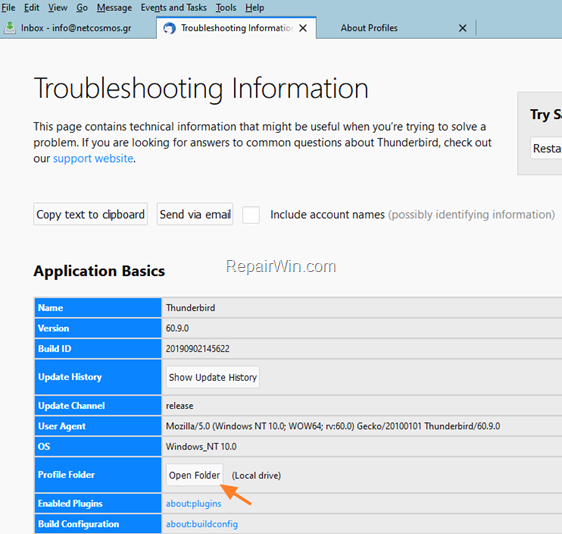 File Edit View Go Message Events and Tasks Tools Help
Inbox - info@netcosmos.gr Troubleshooting Information About Profiles
Troubleshooting Information
This page contains technical information that might be useful when you're trying to solve a
problem. If you are looking for answers to common questions about Thunderbird, check out
our support website.
Try Sa
Resta
Copy text to clipboard Send via email Include account names (possibly identifying information)
RepairWin.com
Application Basics
Name Thunderbird
Version 60.9.0
Build ID 20190902145622
Update History Show Update History
Update Channel release
User Agent Mozilla/5.0 (Windows NT 10.0; WOW64; rv:60.0) Gecko/20100101 Thunderbird/60.9.0
OS Windows_NT 10.0
Profile Folder Open Folder (Local drive)
Enabled Plugins about:plugins
Build Configuration about:buildconfig